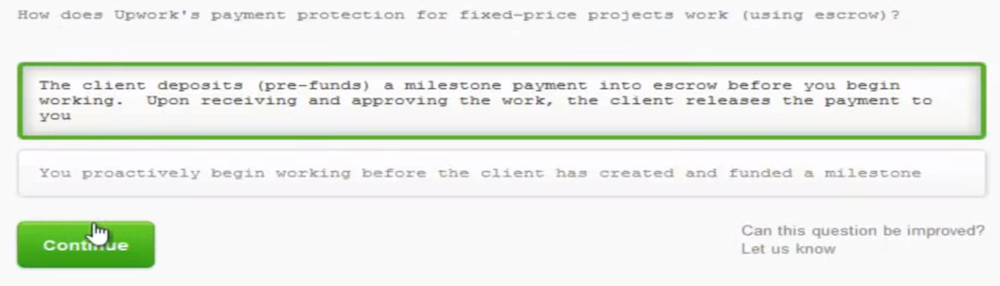 How does Upwork's payment protection for fixed-price projects work (using escrow)?
The client deposits (pre-funds) a milestone payment into escrow before you begin
working.  Upon receiving and approving the work, the client releases the payment to
you
You proactively begin working before the client has created and funded a milestone
Continue
Can this question be improved?
Let us know